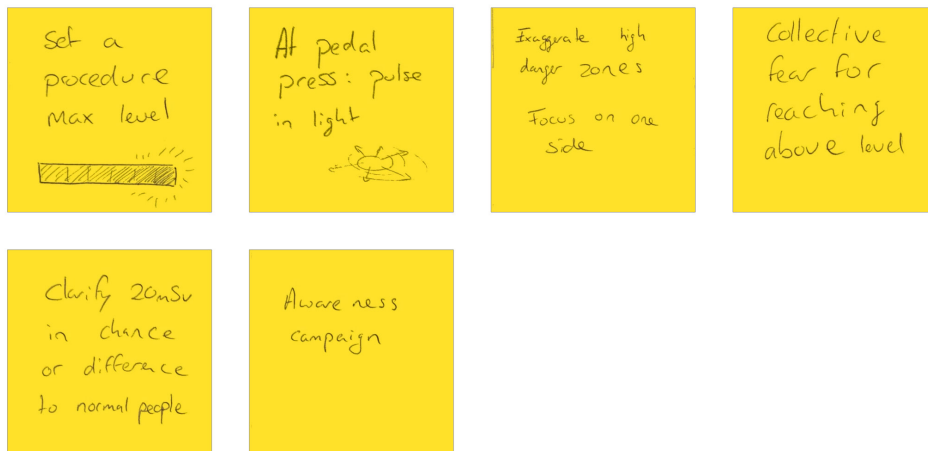 Set a
procedure
max level
At pedal
press: pulse
in light
Exaggerate high
danger zones
Focus on one
side
Collective
fear for
reaching
above level
Clarify 20mSv
in chance
or difference
to normal people
Awareness
campaign